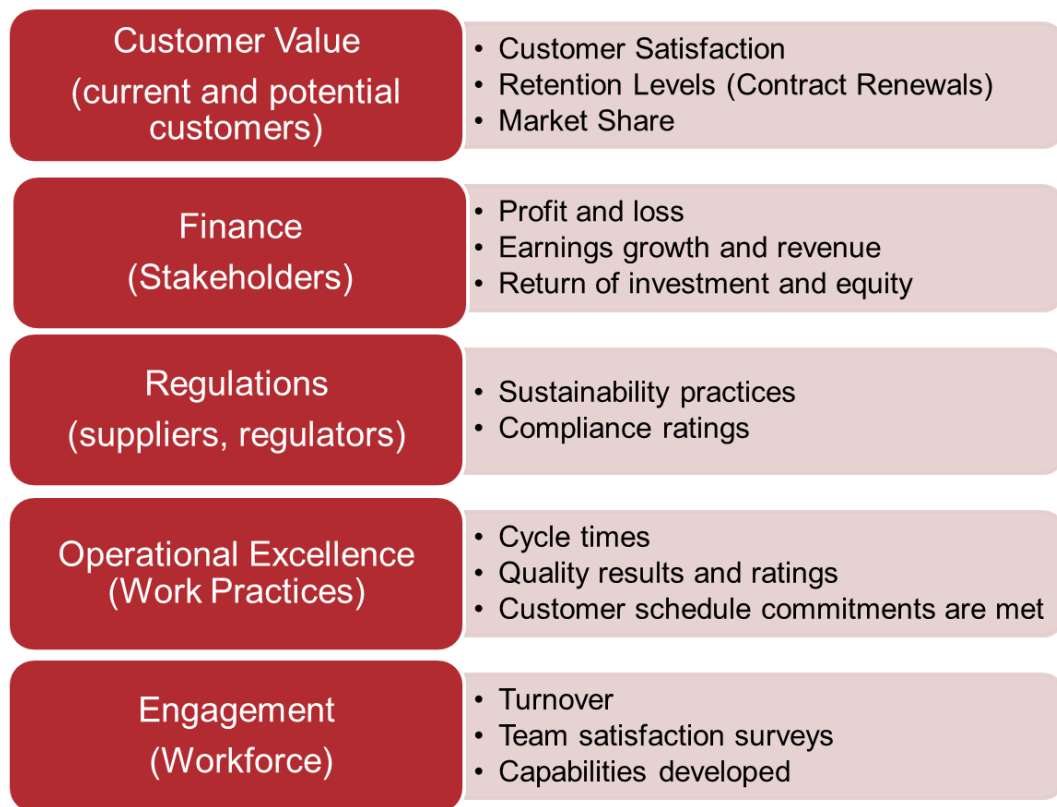 Customer Value
(current and potential
customers)
• Customer Satisfaction
• Retention Levels (Contract Renewals)
• Market Share
Finance
(Stakeholders)
• Profit and loss
• Earnings growth and revenue
• Return of investment and equity
Regulations
(suppliers, regulators)
• Sustainability practices
• Compliance ratings
Operational Excellence
(Work Practices)
• Cycle times
• Quality results and ratings
• Customer schedule commitments are met
Engagement
(Workforce)
• Turnover
• Team satisfaction surveys
• Capabilities developed